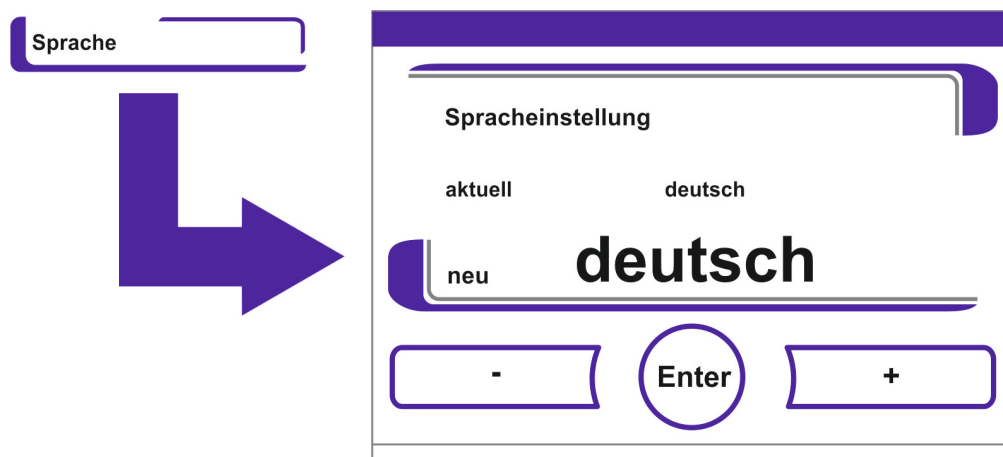 Sprache
Spracheinstellung
aktuell deutsch
neu deutsch
- Enter +